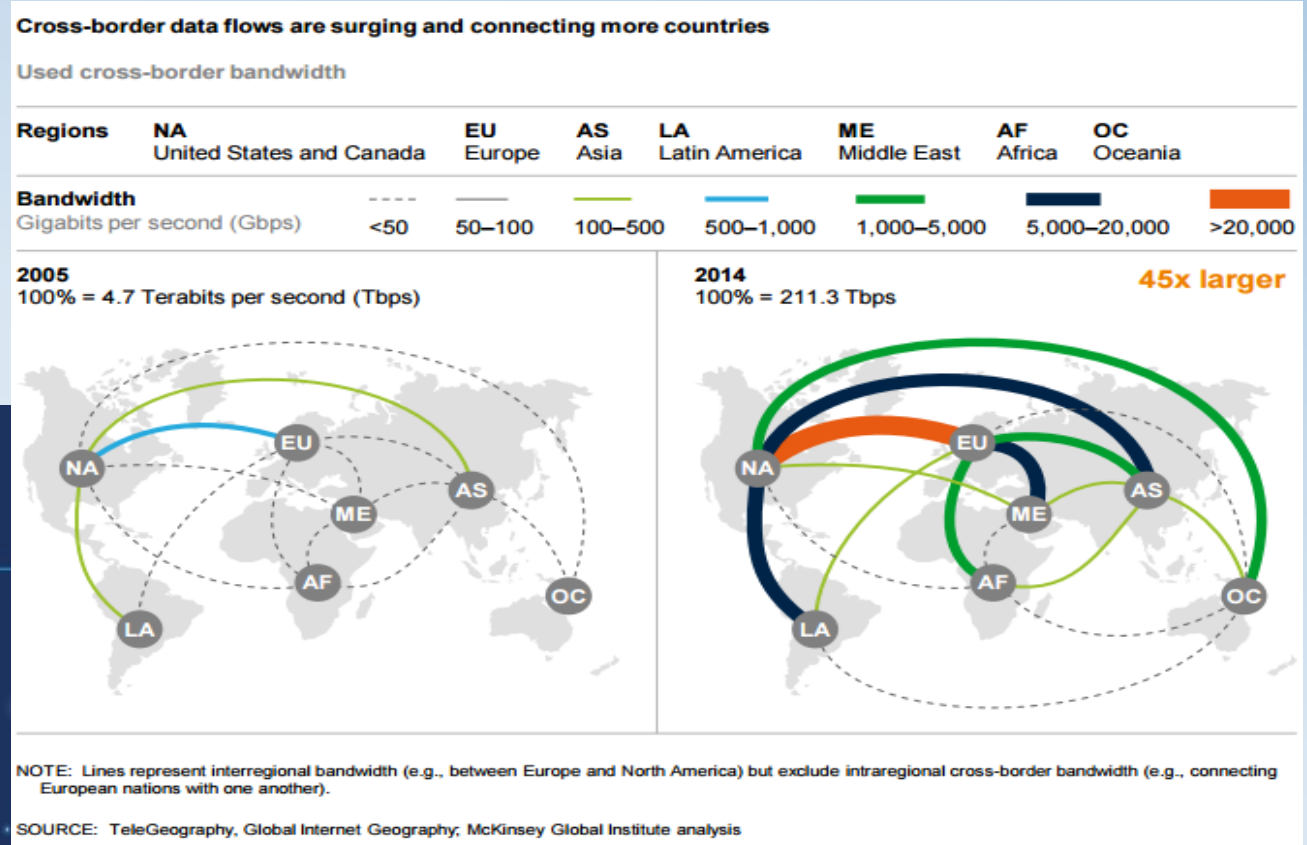 Cross-border data flows are surging and connecting more countries
Used cross-border bandwidth
Regions NA EU AS LA ME AF OC
United States and Canada Europe Asia Latin America Middle East Africa Oceania
Bandwidth
Gigabits per second (Gbps) <50 50–100 100–500 500–1,000 1,000–5,000 5,000–20,000 >20,000
2005
100% = 4.7 Terabits per second (Tbps)
NA
EU
AS
ME
AF
OC
LA
2014
100% = 211.3 Tbps
45x larger
NA
EU
AS
ME
AF
OC
LA
NOTE: Lines represent interregional bandwidth (e.g., between Europe and North America) but exclude intraregional cross-border bandwidth (e.g., connecting
European nations with one another).
SOURCE: TeleGeography, Global Internet Geography; McKinsey Global Institute analysis